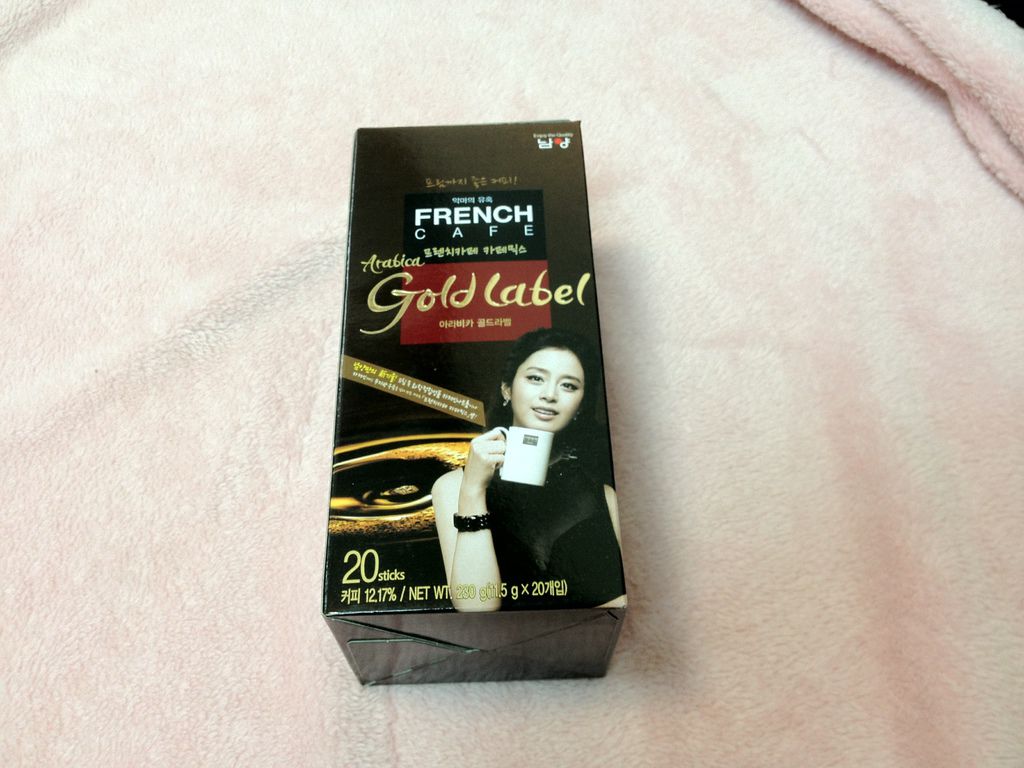 Enjoy the Quality
남양
프림까지 좋은 커피!
악마의 유혹
FRENCH
CAFE
프렌치카페 카페믹스
Arabica
Gold Label
아라비카 골드라벨
20 sticks
커피 12.17% / NET WT. 230 g(11.5 g X 20개입)